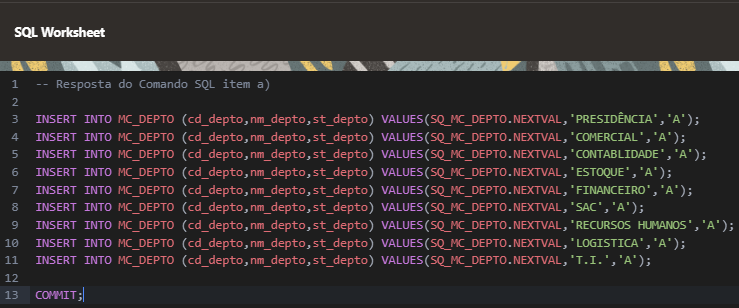 SQL Worksheet
1 -- Resposta do Comando SQL item a)
2
3 INSERT INTO MC_DEPTO (cd_depto,nm_depto,st_depto) VALUES(SQ_MC_DEPTO.NEXTVAL,'PRESIDÊNCIA','A');
4 INSERT INTO MC_DEPTO (cd_depto,nm_depto,st_depto) VALUES(SQ_MC_DEPTO.NEXTVAL,'COMERCIAL','A');
5 INSERT INTO MC_DEPTO (cd_depto,nm_depto,st_depto) VALUES(SQ_MC_DEPTO.NEXTVAL,'CONTABLIDADE','A');
6 INSERT INTO MC_DEPTO (cd_depto,nm_depto,st_depto) VALUES(SQ_MC_DEPTO.NEXTVAL,'ESTOQUE','A');
7 INSERT INTO MC_DEPTO (cd_depto,nm_depto,st_depto) VALUES(SQ_MC_DEPTO.NEXTVAL,'FINANCEIRO','A');
8 INSERT INTO MC_DEPTO (cd_depto,nm_depto,st_depto) VALUES(SQ_MC_DEPTO.NEXTVAL,'SAC','A');
9 INSERT INTO MC_DEPTO (cd_depto,nm_depto,st_depto) VALUES(SQ_MC_DEPTO.NEXTVAL,'RECURSOS HUMANOS','A');
10 INSERT INTO MC_DEPTO (cd_depto,nm_depto,st_depto) VALUES(SQ_MC_DEPTO.NEXTVAL,'LOGISTICA','A');
11 INSERT INTO MC_DEPTO (cd_depto,nm_depto,st_depto) VALUES(SQ_MC_DEPTO.NEXTVAL,'T.I.','A');
12
13 COMMIT;